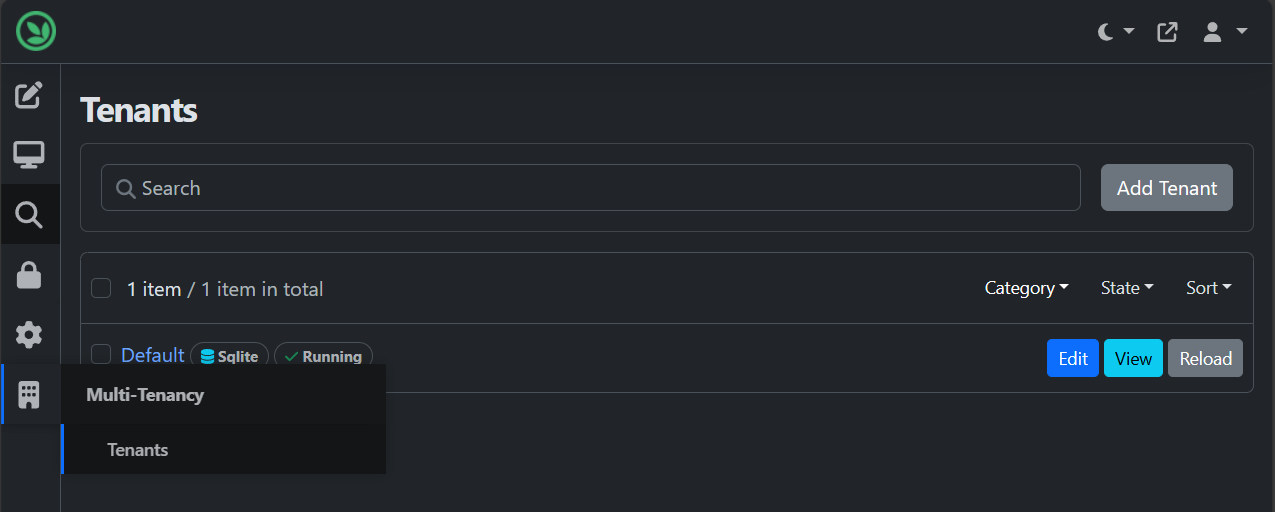 Tenants
Search
Add Tenant
1 item / 1 item in total
Category
State
Sort
Default Sqlite Running
Edit View Reload
Multi-Tenancy
Tenants